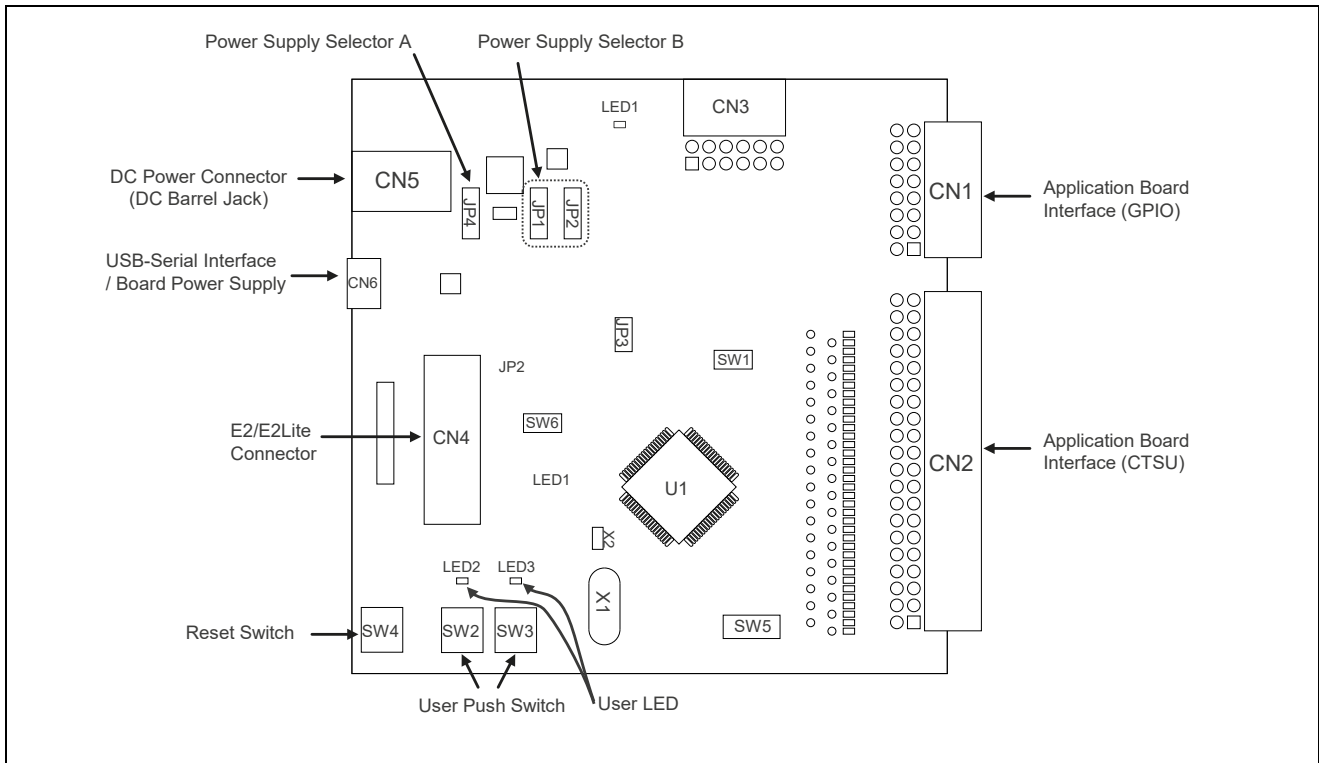 Power Supply Selector A
Power Supply Selector B
LED1
CN3
DC Power Connector
(DC Barrel Jack)
CN5
JP4
JP1
JP2
CN1
Application Board
Interface (GPIO)
USB-Serial Interface
/ Board Power Supply
CN6
JP3
SW1
JP2
E2/E2Lite
Connector
CN4
SW6
LED1
U1
CN2
Application Board
Interface (CTSU)
X2
LED2
LED3
X1
Reset Switch
SW4
SW2
SW3
SW5
User Push Switch
User LED